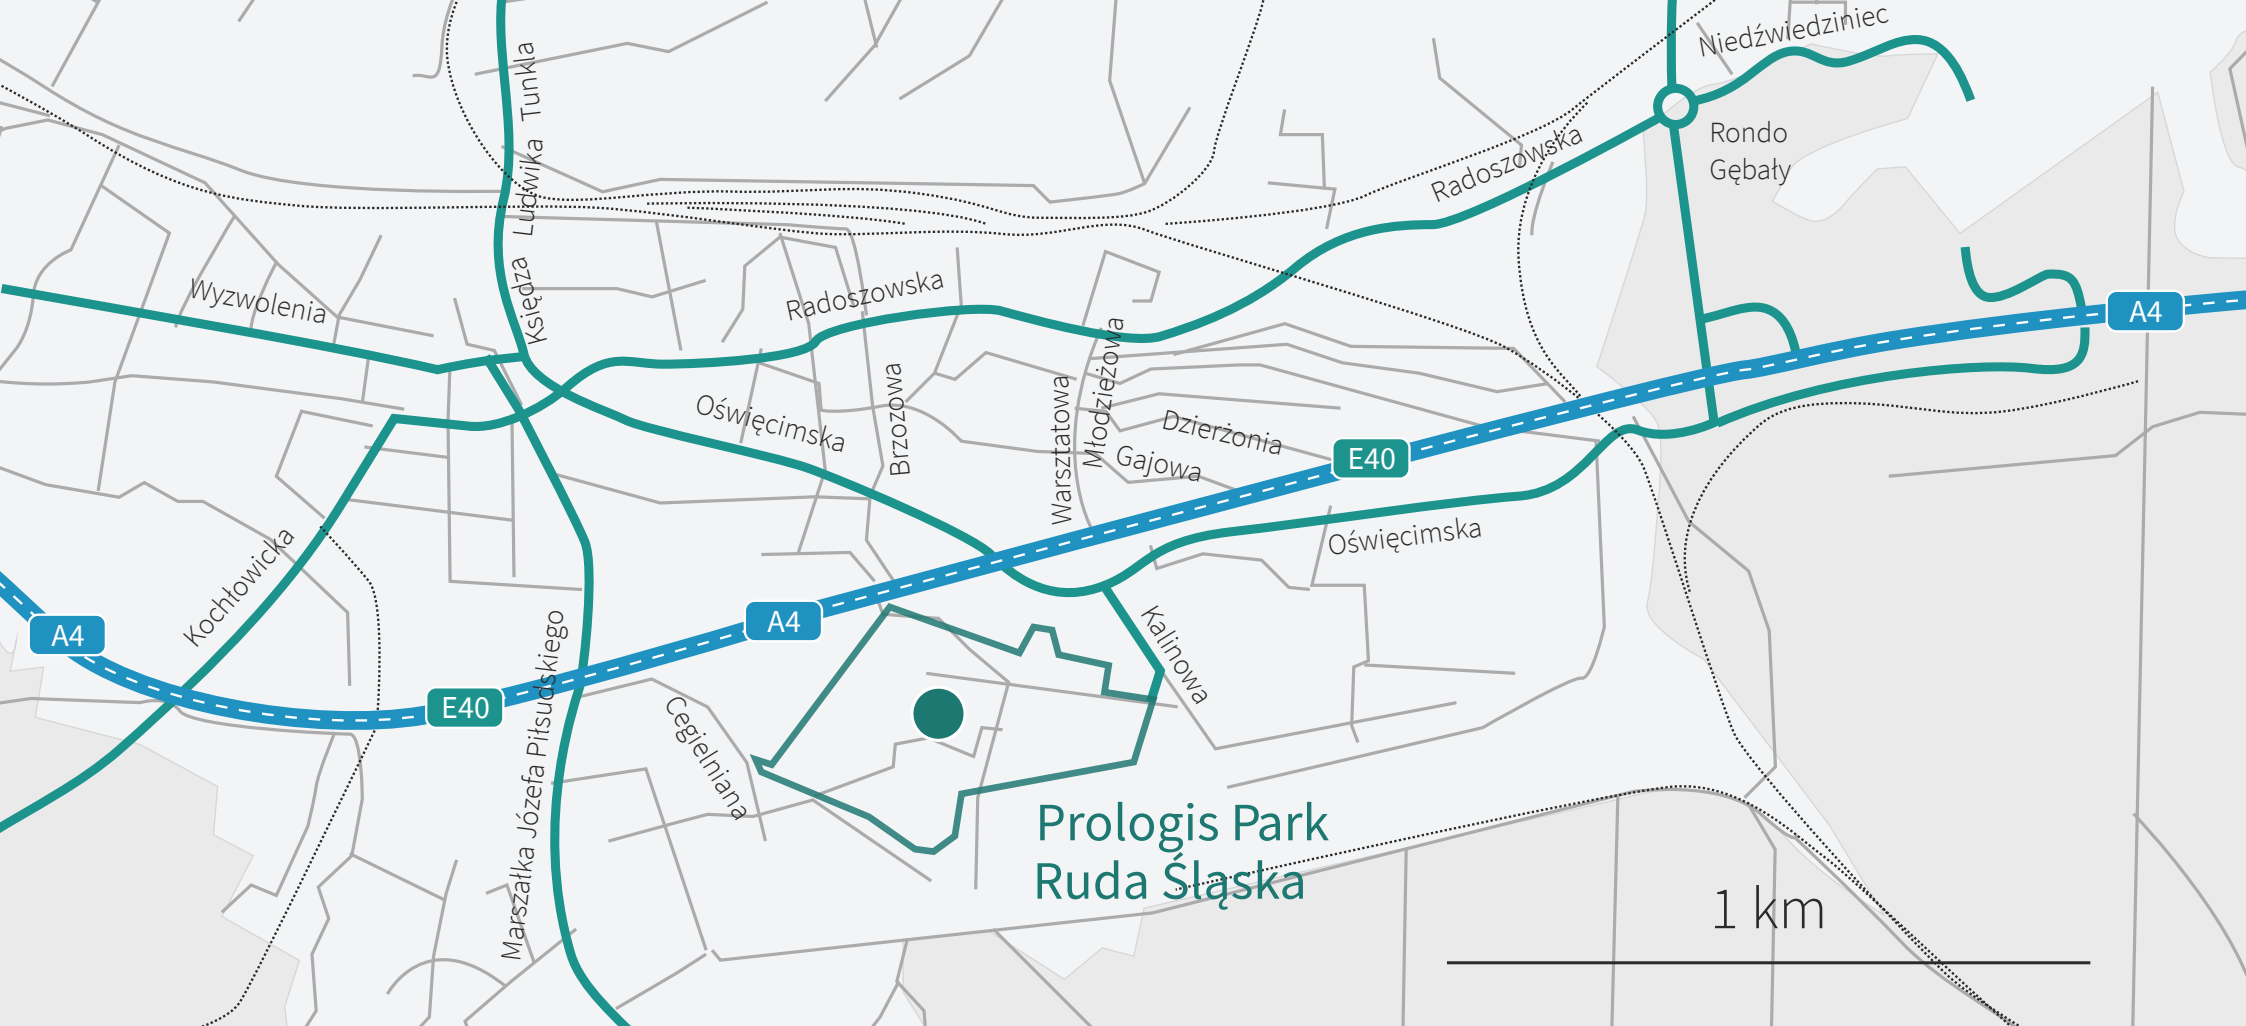 Niedźwiedziniec
Księdza Ludwika Tunkla
Rondo
Gębały
Radoszowska
Wyzwolenia
Radoszowska
A4
Oświęcimska
Brzozowa
Warsztatowa
Młodzieżowa
Dzierżonia
Gajowa
E40
Oświęcimska
Kochłowicka
A4
A4
Kalinowa
E40
Marszałka Józefa Piłsudskiego
Cegielniana
Prologis Park
Ruda Śląska
1 km